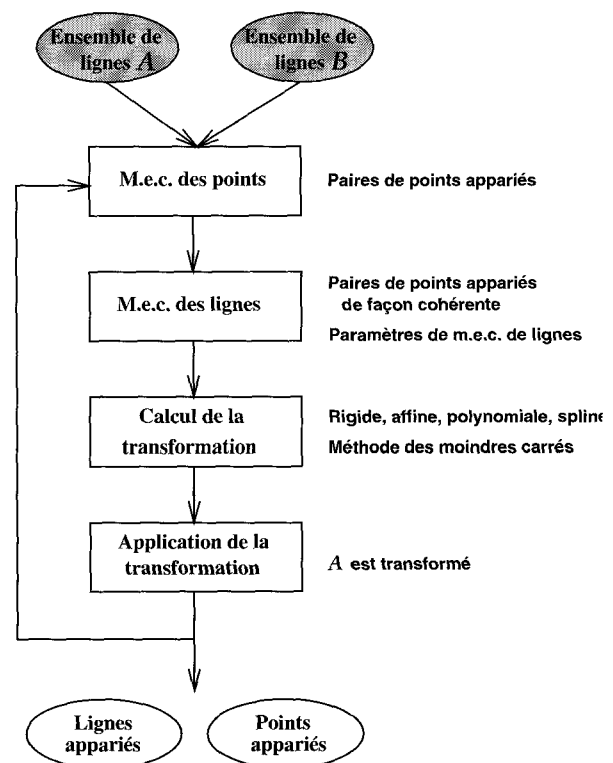 Ensemble de
lignes A
Ensemble de
lignes B
M.e.c. des points
Paires de points appariés
M.e.c. des lignes
Paires de points appariés
de façon cohérente
Paramètres de m.e.c. de lignes
Calcul de la
transformation
Rigide, affine, polynomiale, spline
Méthode des moindres carrés
Application de la
transformation
A est transformé
Lignes
appariés
Points
appariés